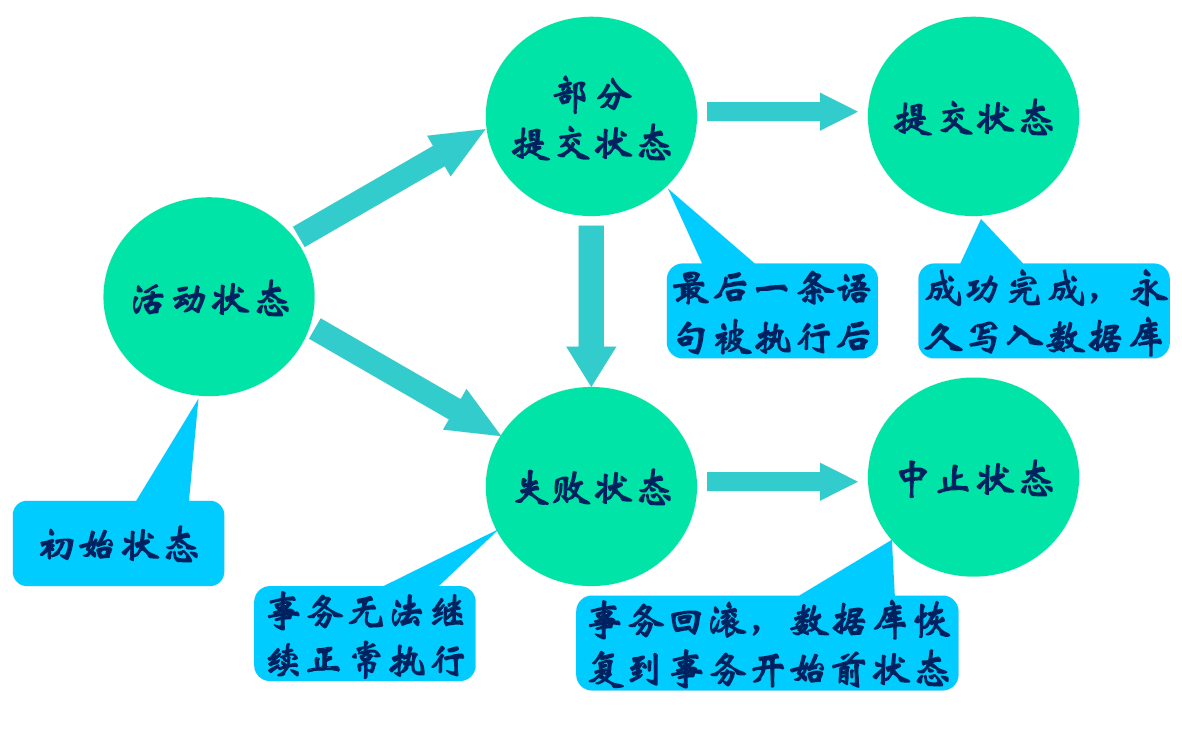 部分
提交状态
提交状态
活动状态
最后一条语
句被执行后
成功完成，永
久写入数据库
失败状态
中止状态
初始状态
事务无法继
续正常执行
事务回滚，数据库恢
复到事务开始前状态